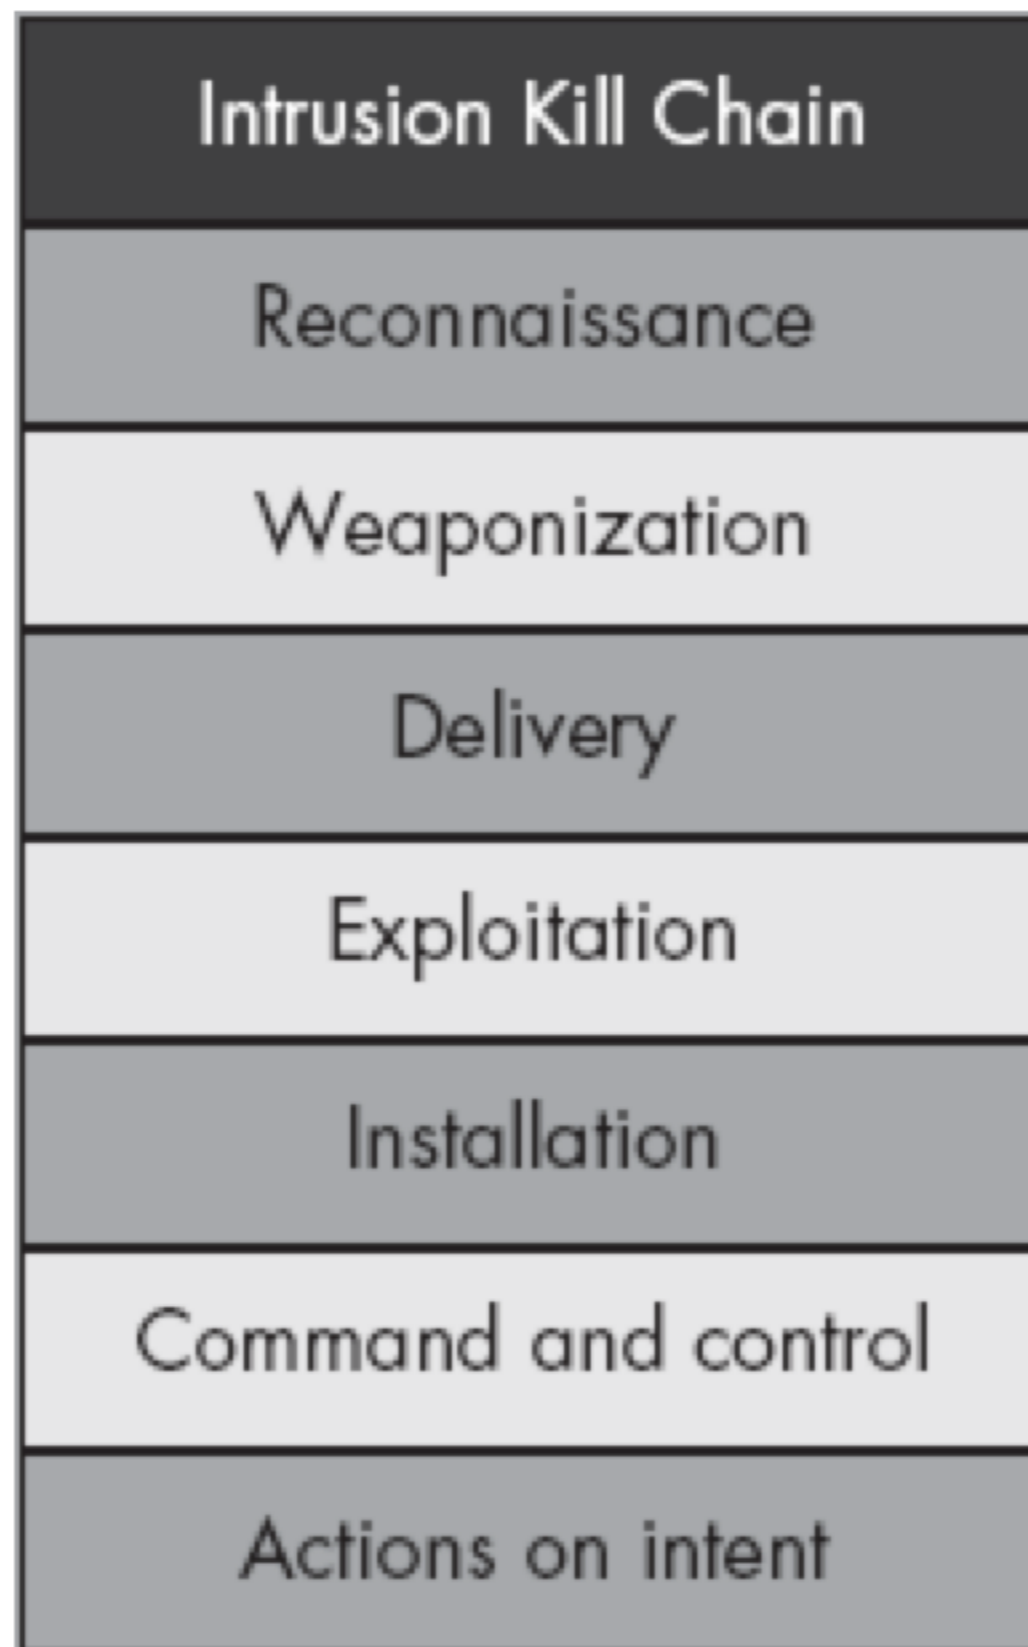 Intrusion Kill Chain
Reconnaissance
Weaponization
Delivery
Exploitation
Installation
Command and control
Actions on intent